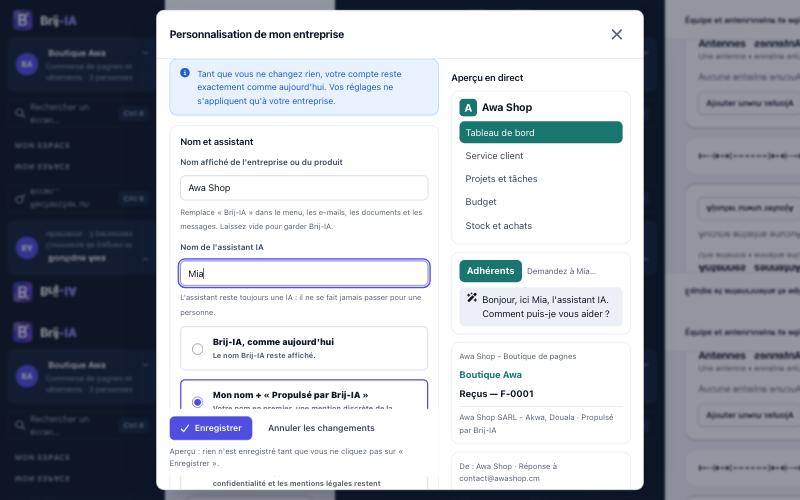 Brij-IA
Boutique Awa
Commerce de pagnes et
vêtements · 3 personnes
Rechercher un
écran...
Ctrl K
MON ESPACE
Personnalisation de mon entreprise
Tant que vous ne changez rien, votre compte reste
exactement comme aujourd'hui. Vos réglages ne
s'appliquent qu'à votre entreprise.
Nom et assistant
Nom affiché de l'entreprise ou du produit
Awa Shop
Remplace « Brij-IA » dans le menu, les e-mails, les documents et les
messages. Laissez vide pour garder Brij-IA.
Nom de l'assistant IA
Mia
L'assistant reste toujours une IA : il ne se fait jamais passer pour une
personne.
Brij-IA, comme aujourd'hui
Le nom Brij-IA reste affiché.
Mon nom + « Propulsé par Brij-IA »
Votre nom en premier, une mention discrète de la
Enregistrer
Annuler les changements
Aperçu : rien n'est enregistré tant que vous ne cliquez pas sur «
Enregistrer ».
confidentialité et les mentions légales restent
Aperçu en direct
A Awa Shop
Tableau de bord
Service client
Projets et tâches
Budget
Stock et achats
Adhérents
Demandez à Mia...
Bonjour, ici Mia, l'assistant IA.
Comment puis-je vous aider ?
Awa Shop - Boutique de pagnes
Boutique Awa
Reçus — F-0001
Awa Shop SARL - Akwa, Douala · Propulsé
par Brij-IA
De : Awa Shop · Réponse à
contact@awashop.cm